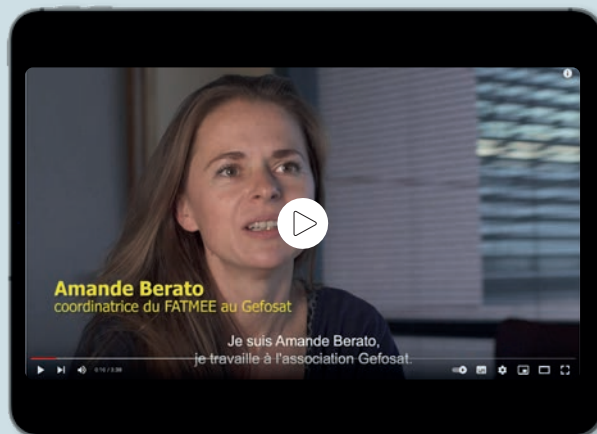 Amande Berato
coordinatrice du FATMEE au Gefosat
Je suis Amande Berato,
je travaille à l'association Gefosat.